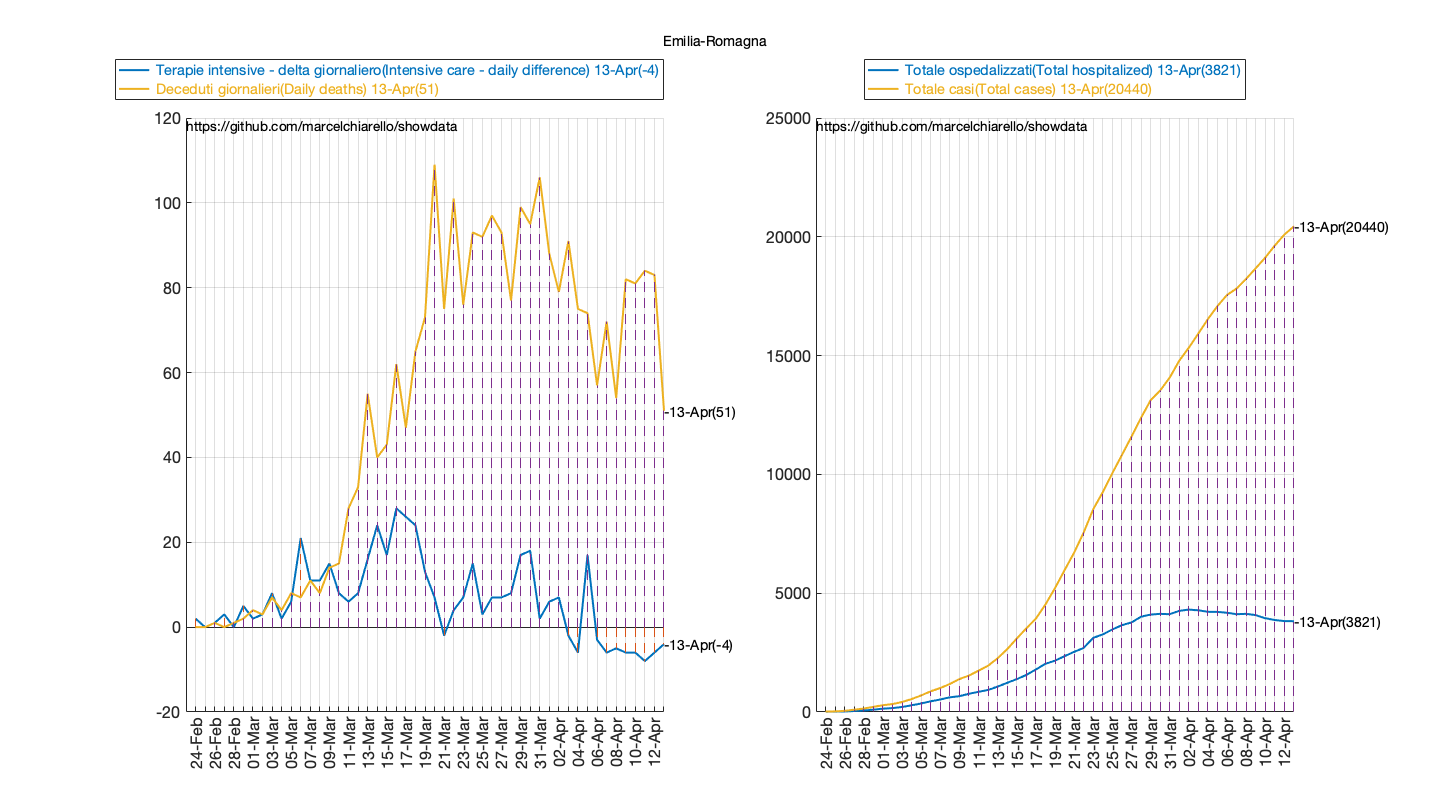 Emilia-Romagna
Terapie intensive - delta giornaliero(Intensive care - daily difference) 13-Apr(-4)
Deceduti giornalieri(Daily deaths) 13-Apr(51)
https://github.com/marcelchiarello/showdata
120
100
80
60
40
20
0
-20
-13-Apr(51)
-13-Apr(-4)
24-Feb
26-Feb
28-Feb
01-Mar
03-Mar
05-Mar
07-Mar
09-Mar
11-Mar
13-Mar
15-Mar
17-Mar
19-Mar
21-Mar
23-Mar
25-Mar
27-Mar
29-Mar
31-Mar
02-Apr
04-Apr
06-Apr
08-Apr
10-Apr
12-Apr
Totale ospedalizzati(Total hospitalized) 13-Apr(3821)
Totale casi(Total cases) 13-Apr(20440)
https://github.com/marcelchiarello/showdata
25000
20000
15000
10000
5000
0
-13-Apr(20440)
-13-Apr(3821)
24-Feb
26-Feb
28-Feb
01-Mar
03-Mar
05-Mar
07-Mar
09-Mar
11-Mar
13-Mar
15-Mar
17-Mar
19-Mar
21-Mar
23-Mar
25-Mar
27-Mar
29-Mar
31-Mar
02-Apr
04-Apr
06-Apr
08-Apr
10-Apr
12-Apr